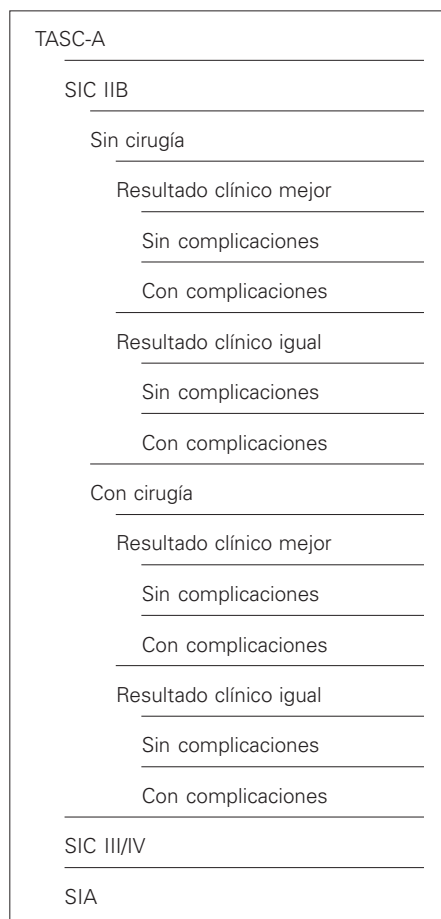 TASC-A
SIC IIB
Sin cirugía
Resultado clínico mejor
Sin complicaciones
Con complicaciones
Resultado clínico igual
Sin complicaciones
Con complicaciones
Con cirugía
Resultado clínico mejor
Sin complicaciones
Con complicaciones
Resultado clínico igual
Sin complicaciones
Con complicaciones
SIC III/IV
SIA